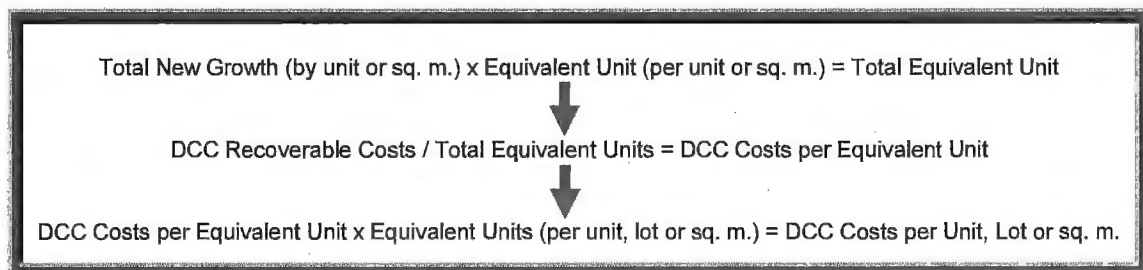 Total New Growth (by unit or sq. m.) x Equivalent Unit (per unit or sq. m.) = Total Equivalent Unit
DCC Recoverable Costs / Total Equivalent Units = DCC Costs per Equivalent Unit
DCC Costs per Equivalent Unit x Equivalent Units (per unit, lot or sq. m.) = DCC Costs per Unit, Lot or sq. m.